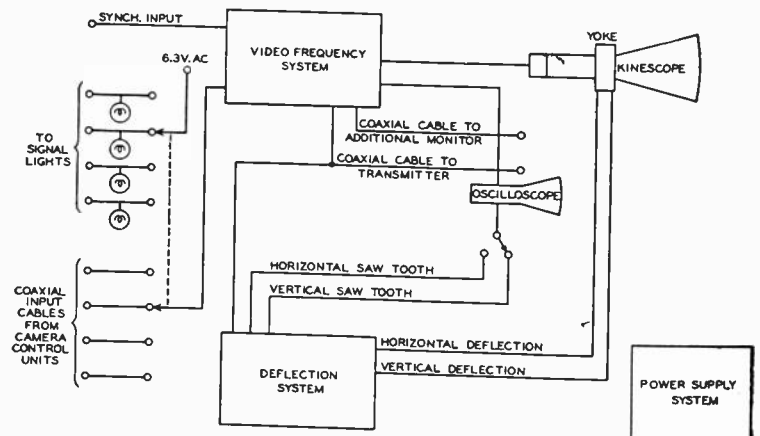 SYNCH. INPUT
6.3V. AC
VIDEO FREQUENCY
SYSTEM
YOKE
KINESCOPE
TO
SIGNAL
LIGHTS
COAXIAL CABLE TO
ADDITIONAL MONITOR
COAXIAL CABLE TO
TRANSMITTER
OSCILLOSCOPE
HORIZONTAL SAW TOOTH
VERTICAL SAW TOOTH
COAXIAL
INPUT
CABLES
FROM
CAMERA
CONTROL
UNITS
HORIZONTAL DEFLECTION
VERTICAL DEFLECTION
DEFLECTION
SYSTEM
POWER SUPPLY
SYSTEM